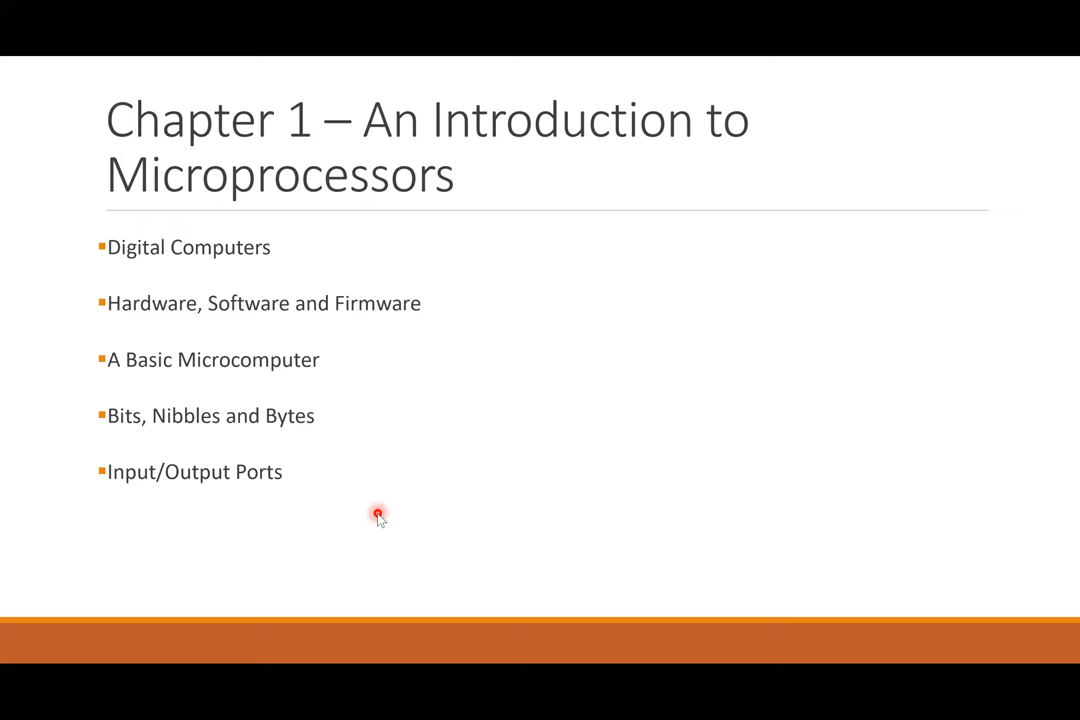 Chapter 1 – An Introduction to
Microprocessors
▪Digital Computers
▪Hardware, Software and Firmware
▪A Basic Microcomputer
▪Bits, Nibbles and Bytes
▪Input/Output Ports